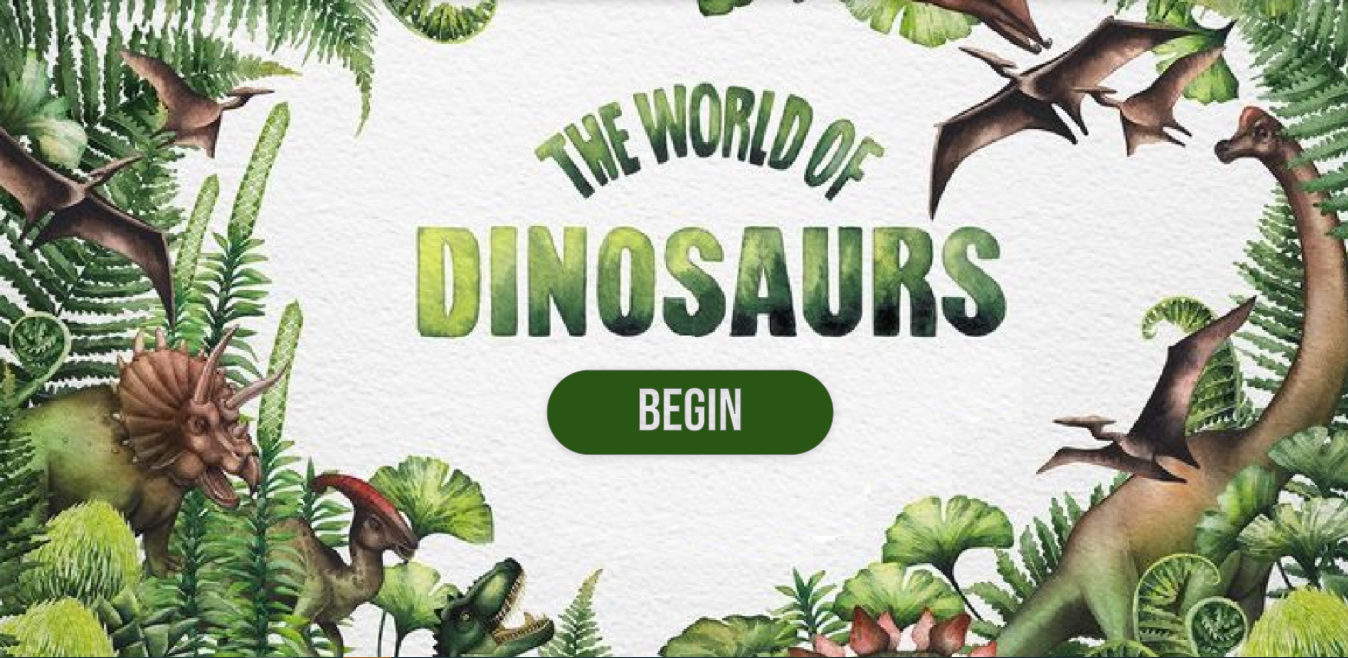 THE WORLD OF
DINOSAURS
BEGIN